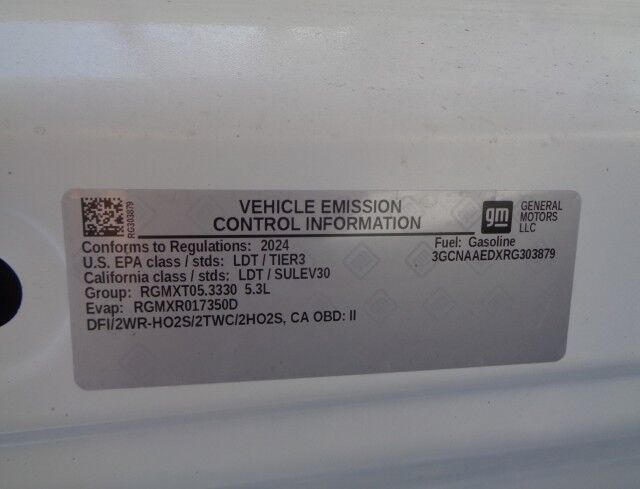 RG303879
VEHICLE EMISSION
CONTROL INFORMATION
gm
GENERAL
MOTORS
LLC
Conforms to Regulations: 2024
Fuel: Gasoline
U.S. EPA class / stds: LDT / TIER3
3GCNAAEDXRG303879
California class / stds: LDT / SULEV30
Group: RGMXT05.3330 5.3L
Evap: RGMXR017350D
DFI/2WR-HO2S/2TWC/2HO2S, CA OBD: II